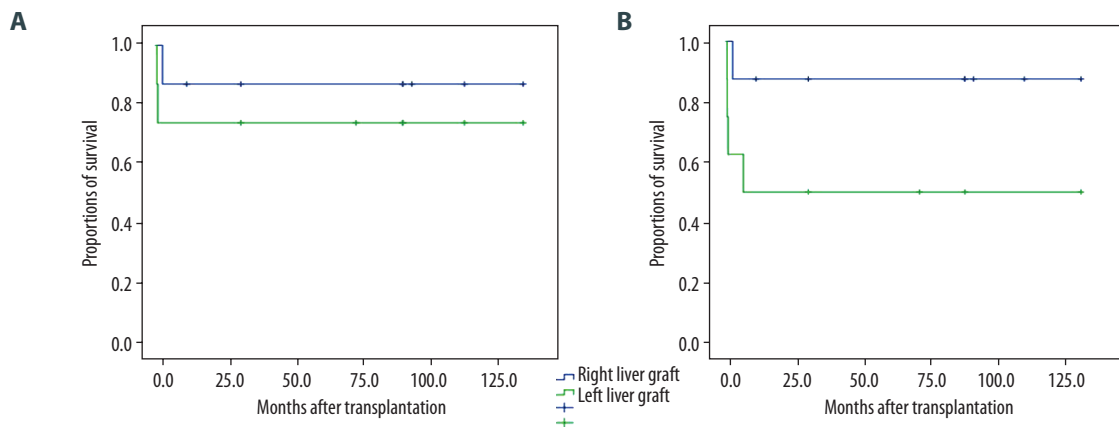 A
Proportions of survival
1.0
0.8
0.6
0.4
0.2
0.0
0.0 25.0 50.0 75.0 100.0 125.0
Months after transplantation
Right liver graft
Left liver graft
B
Proportions of survival
1.0
0.8
0.6
0.4
0.2
0.0
0.0 25.0 50.0 75.0 100.0 125.0
Months after transplantation